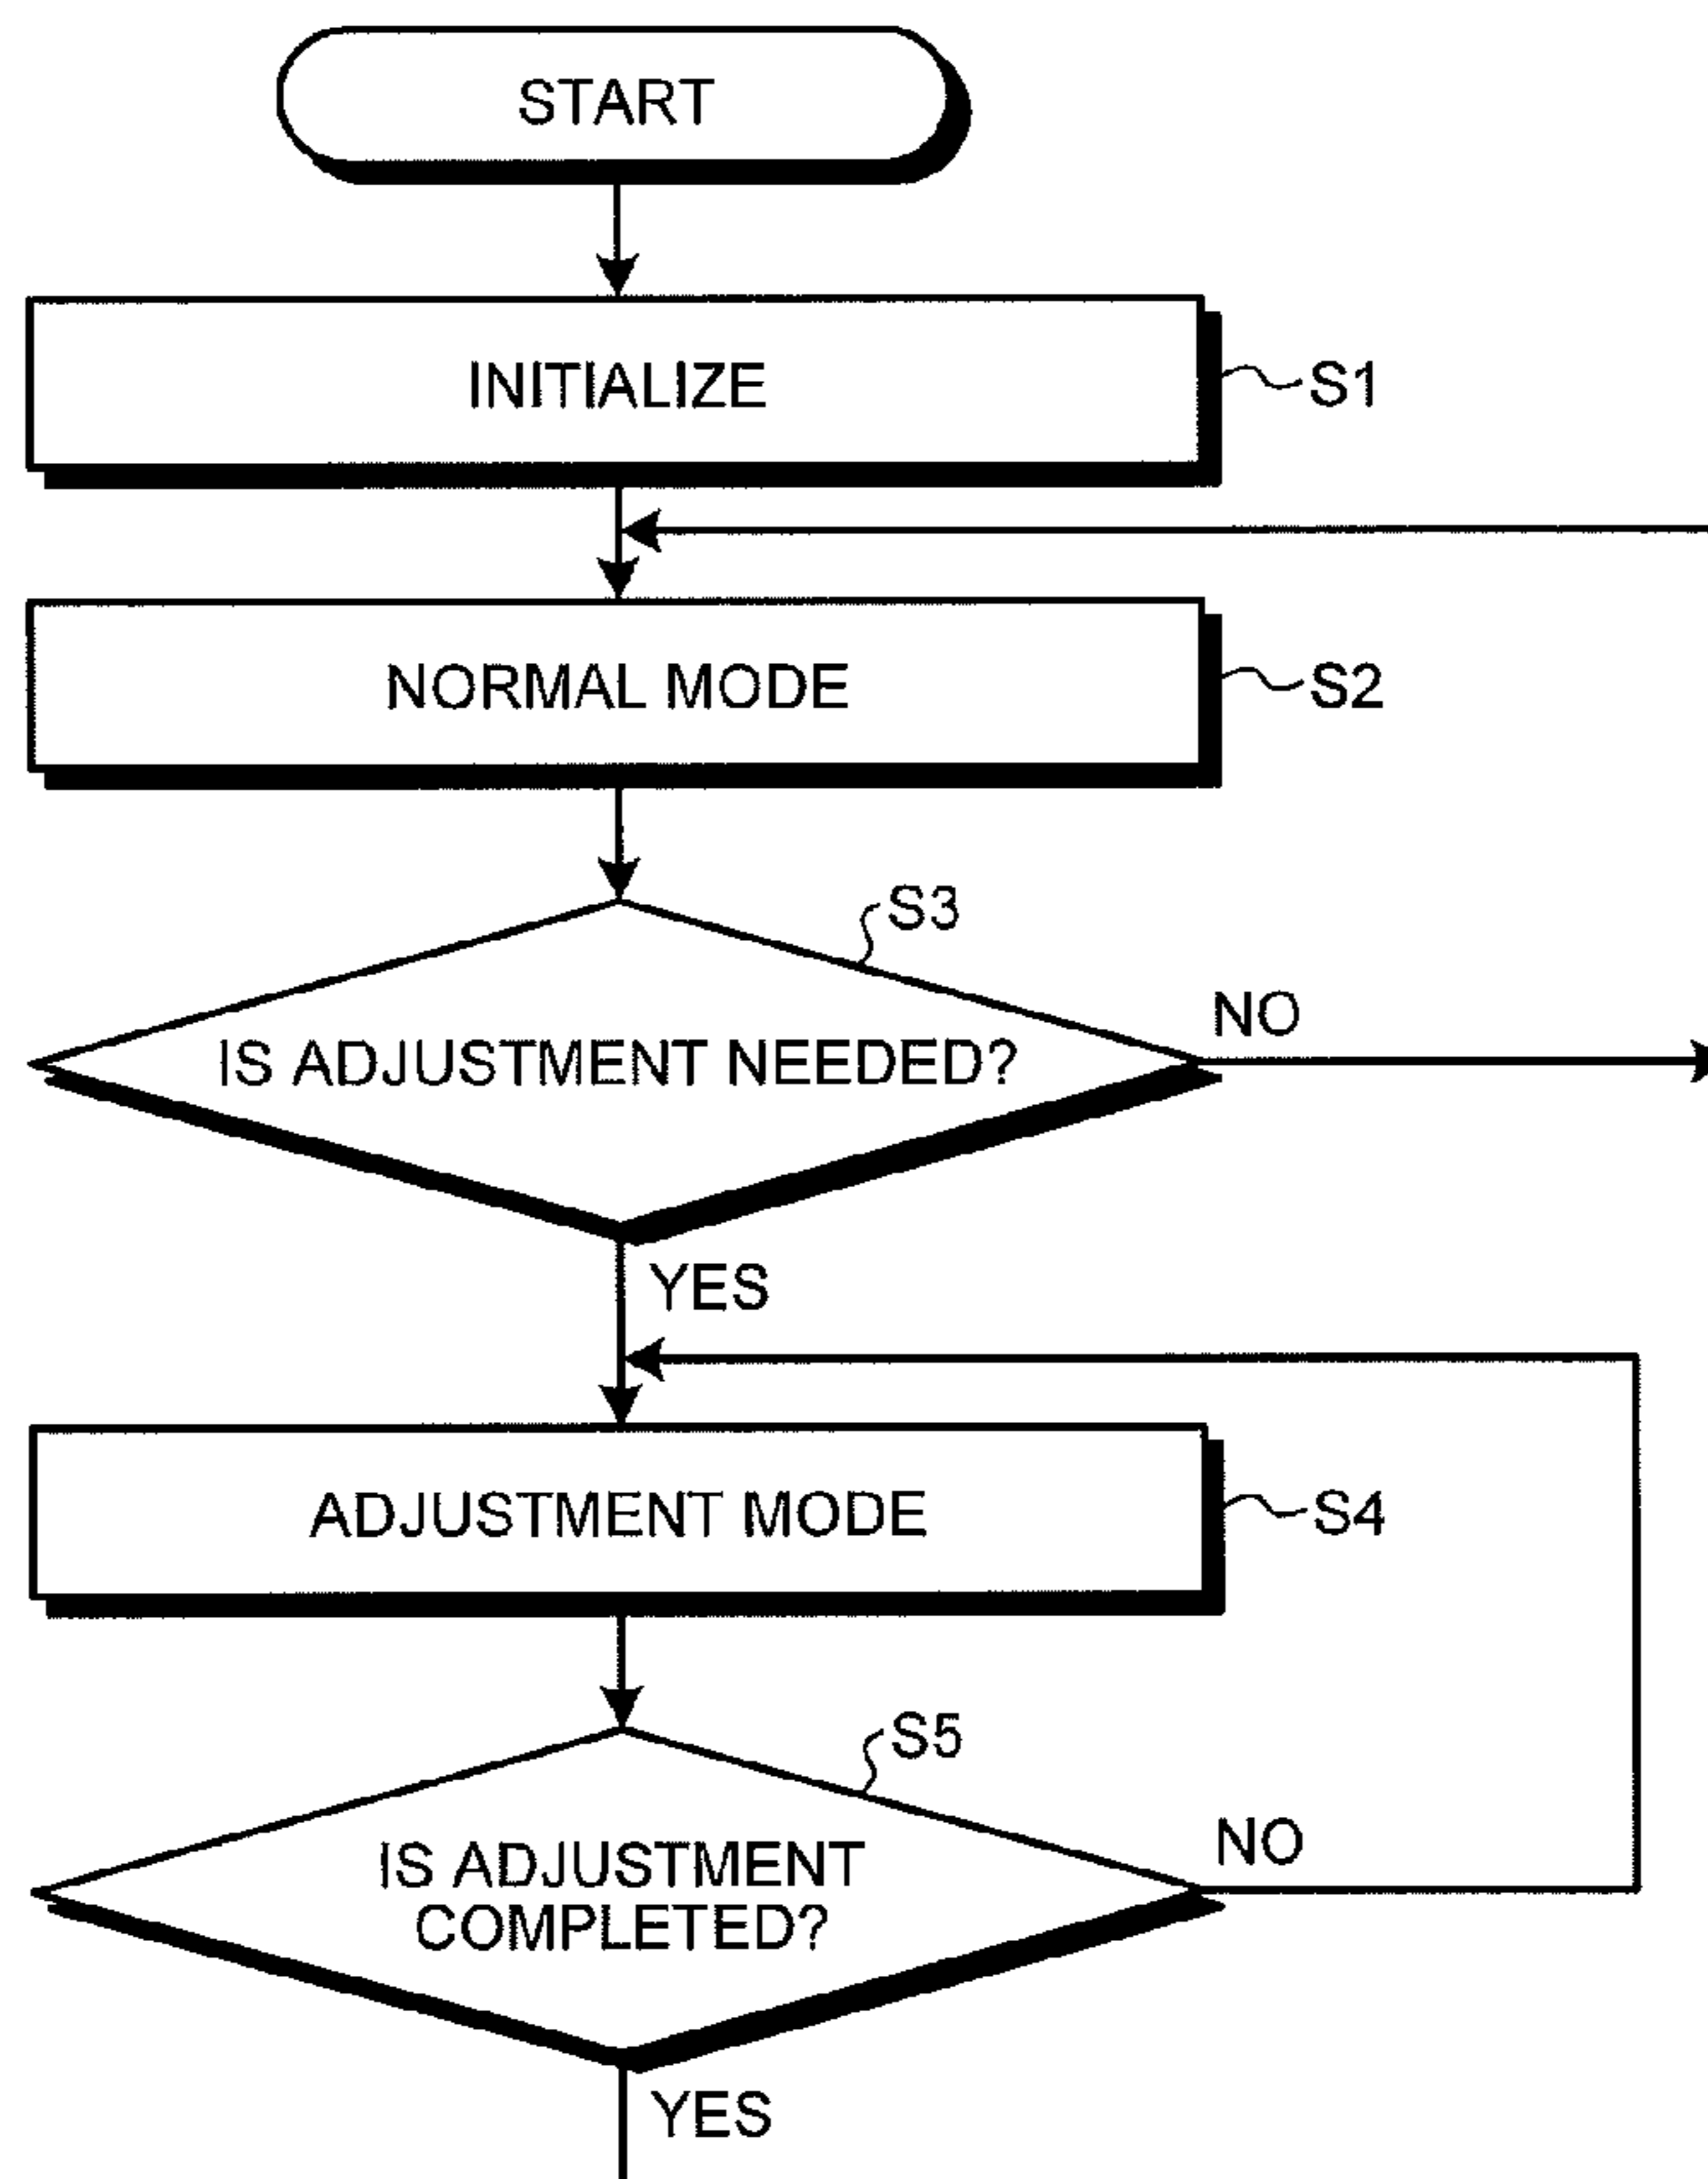 START
INITIALIZE
S1
NORMAL MODE
S2
S3
IS ADJUSTMENT NEEDED?
NO
YES
ADJUSTMENT MODE
S4
S5
IS ADJUSTMENT
COMPLETED?
NO
YES